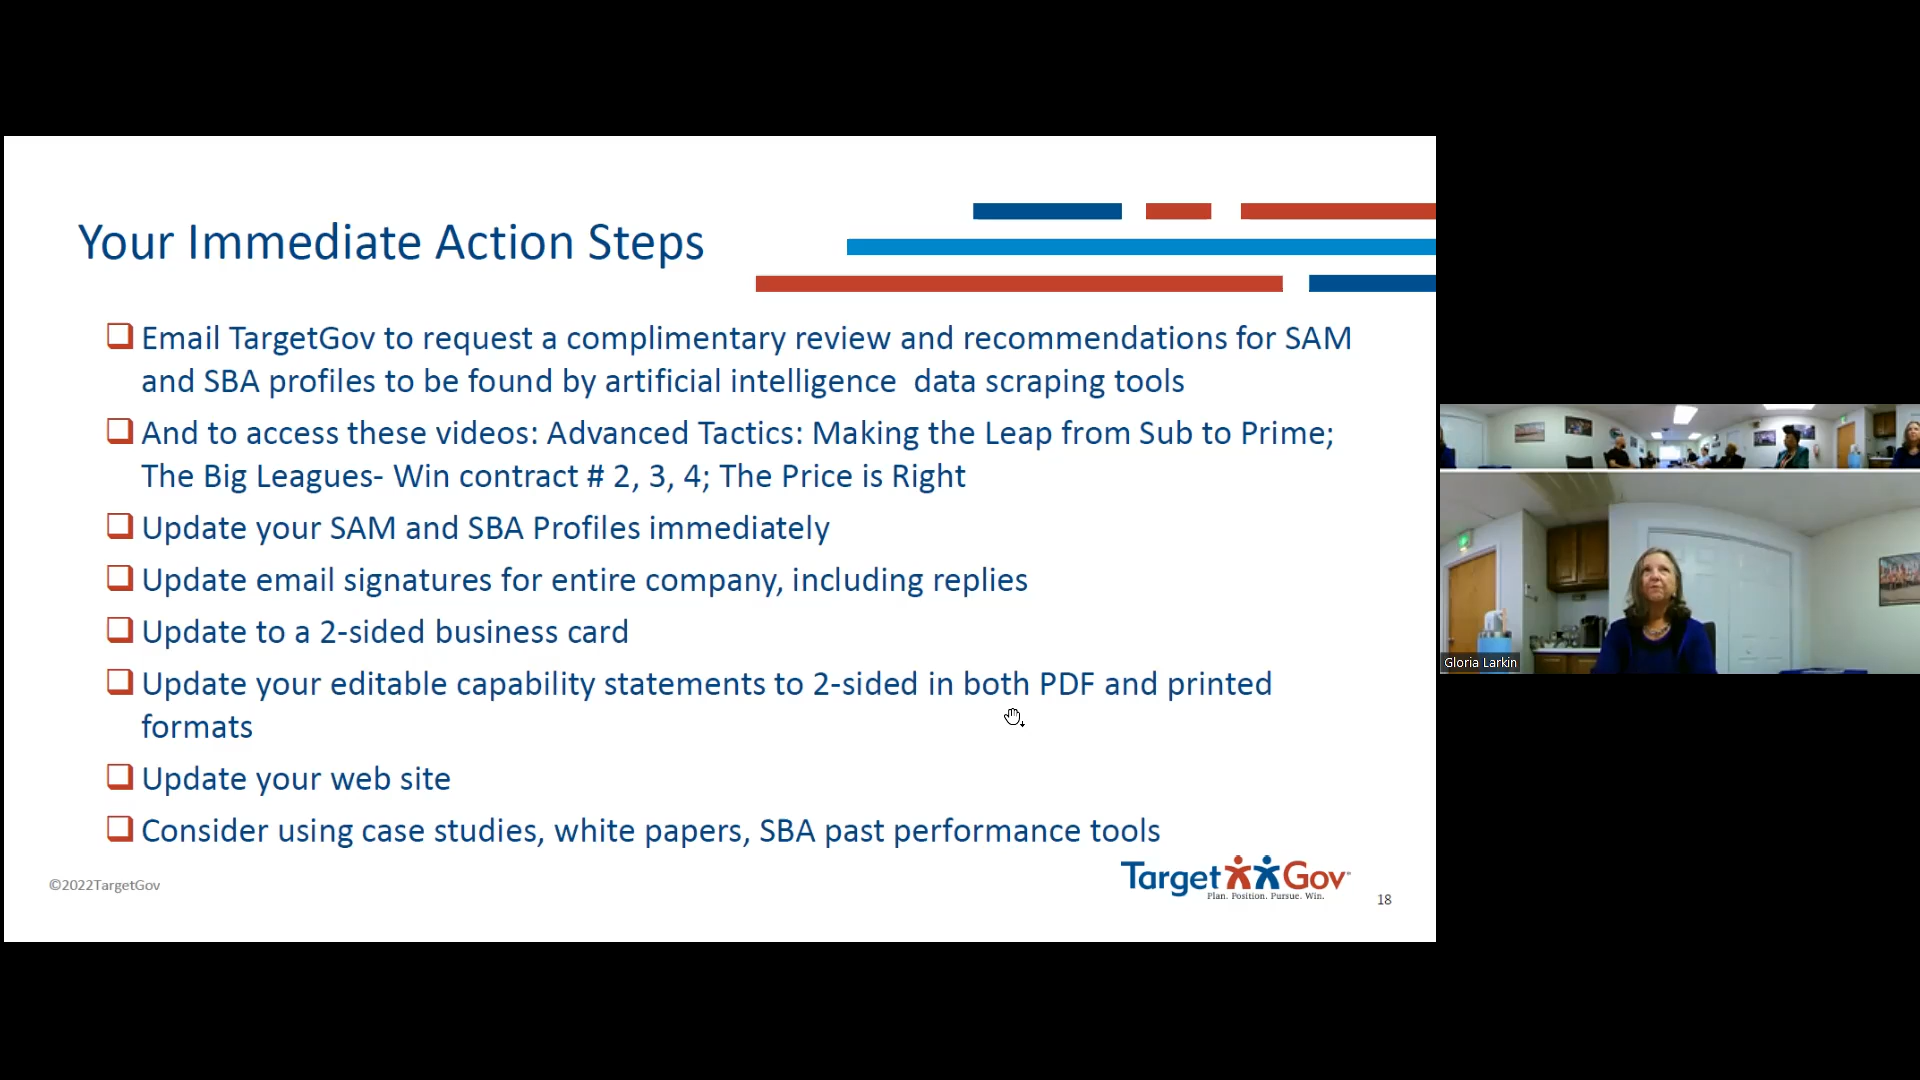 Your Immediate Action Steps
Email TargetGov to request a complimentary review and recommendations for SAM
and SBA profiles to be found by artificial intelligence  data scraping tools
And to access these videos: Advanced Tactics: Making the Leap from Sub to Prime;
The Big Leagues- Win contract # 2, 3, 4; The Price is Right
Update your SAM and SBA Profiles immediately
Update email signatures for entire company, including replies
Update to a 2-sided business card
Update your editable capability statements to 2-sided in both PDF and printed
formats
Update your web site
Consider using case studies, white papers, SBA past performance tools
©2022TargetGov
Target Gov
Plan. Position. Pursue. Win.
18
Gloria Larkin